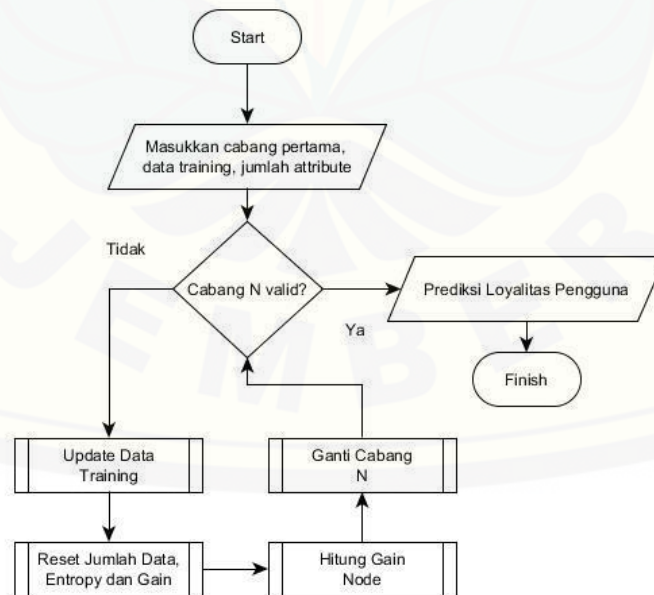 Start
Masukkan cabang pertama,
data training, jumlah attribute
Tidak
Cabang N valid?
Ya
Prediksi Loyalitas Pengguna
Finish
Update Data
Training
Reset Jumlah Data,
Entropy dan Gain
Hitung Gain
Node
Ganti Cabang
N
JEMBER